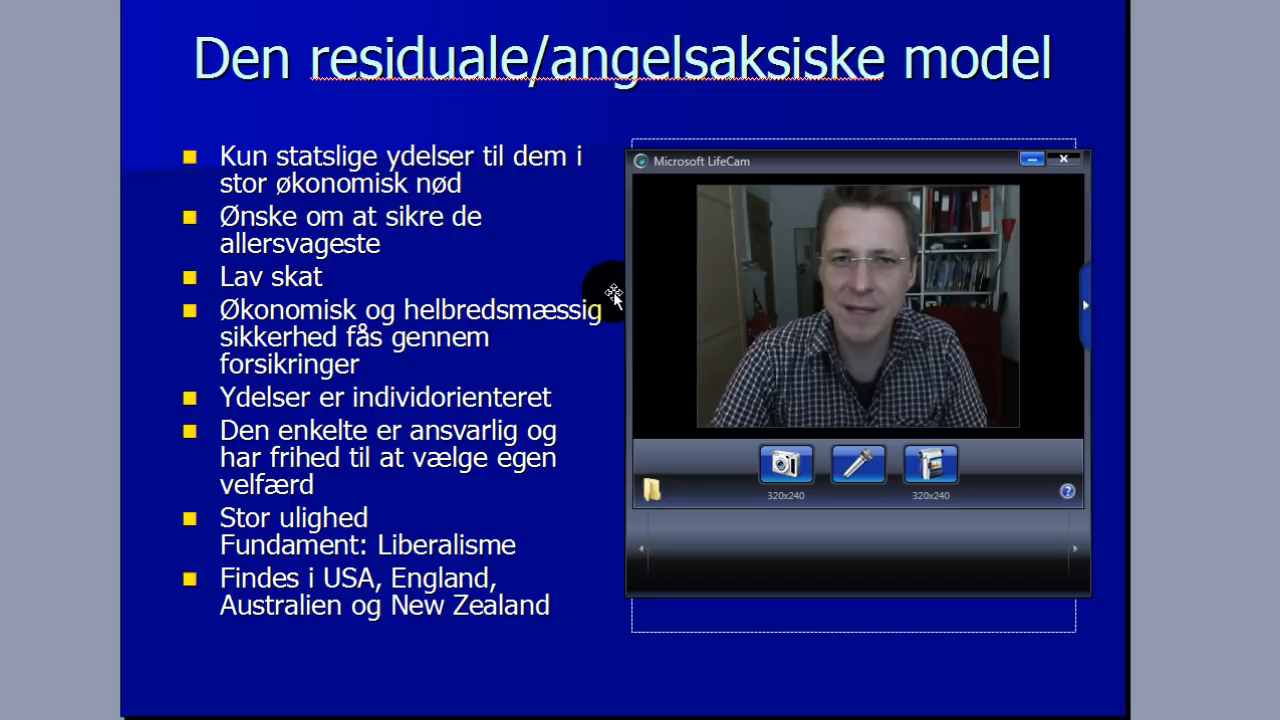 Den residuale/angelsaksiske model
Kun statslige ydelser til dem i
stor økonomisk nød
Ønske om at sikre de
allersvageste
Lav skat
Økonomisk og helbredsmæssig
sikkerhed fås gennem
forsikringer
Ydelser er individorienteret
Den enkelte er ansvarlig og
har frihed til at vælge egen
velfærd
Stor ulighed
Fundament: Liberalisme
Findes i USA, England,
Australien og New Zealand
Microsoft LifeCam
320x240
320x240